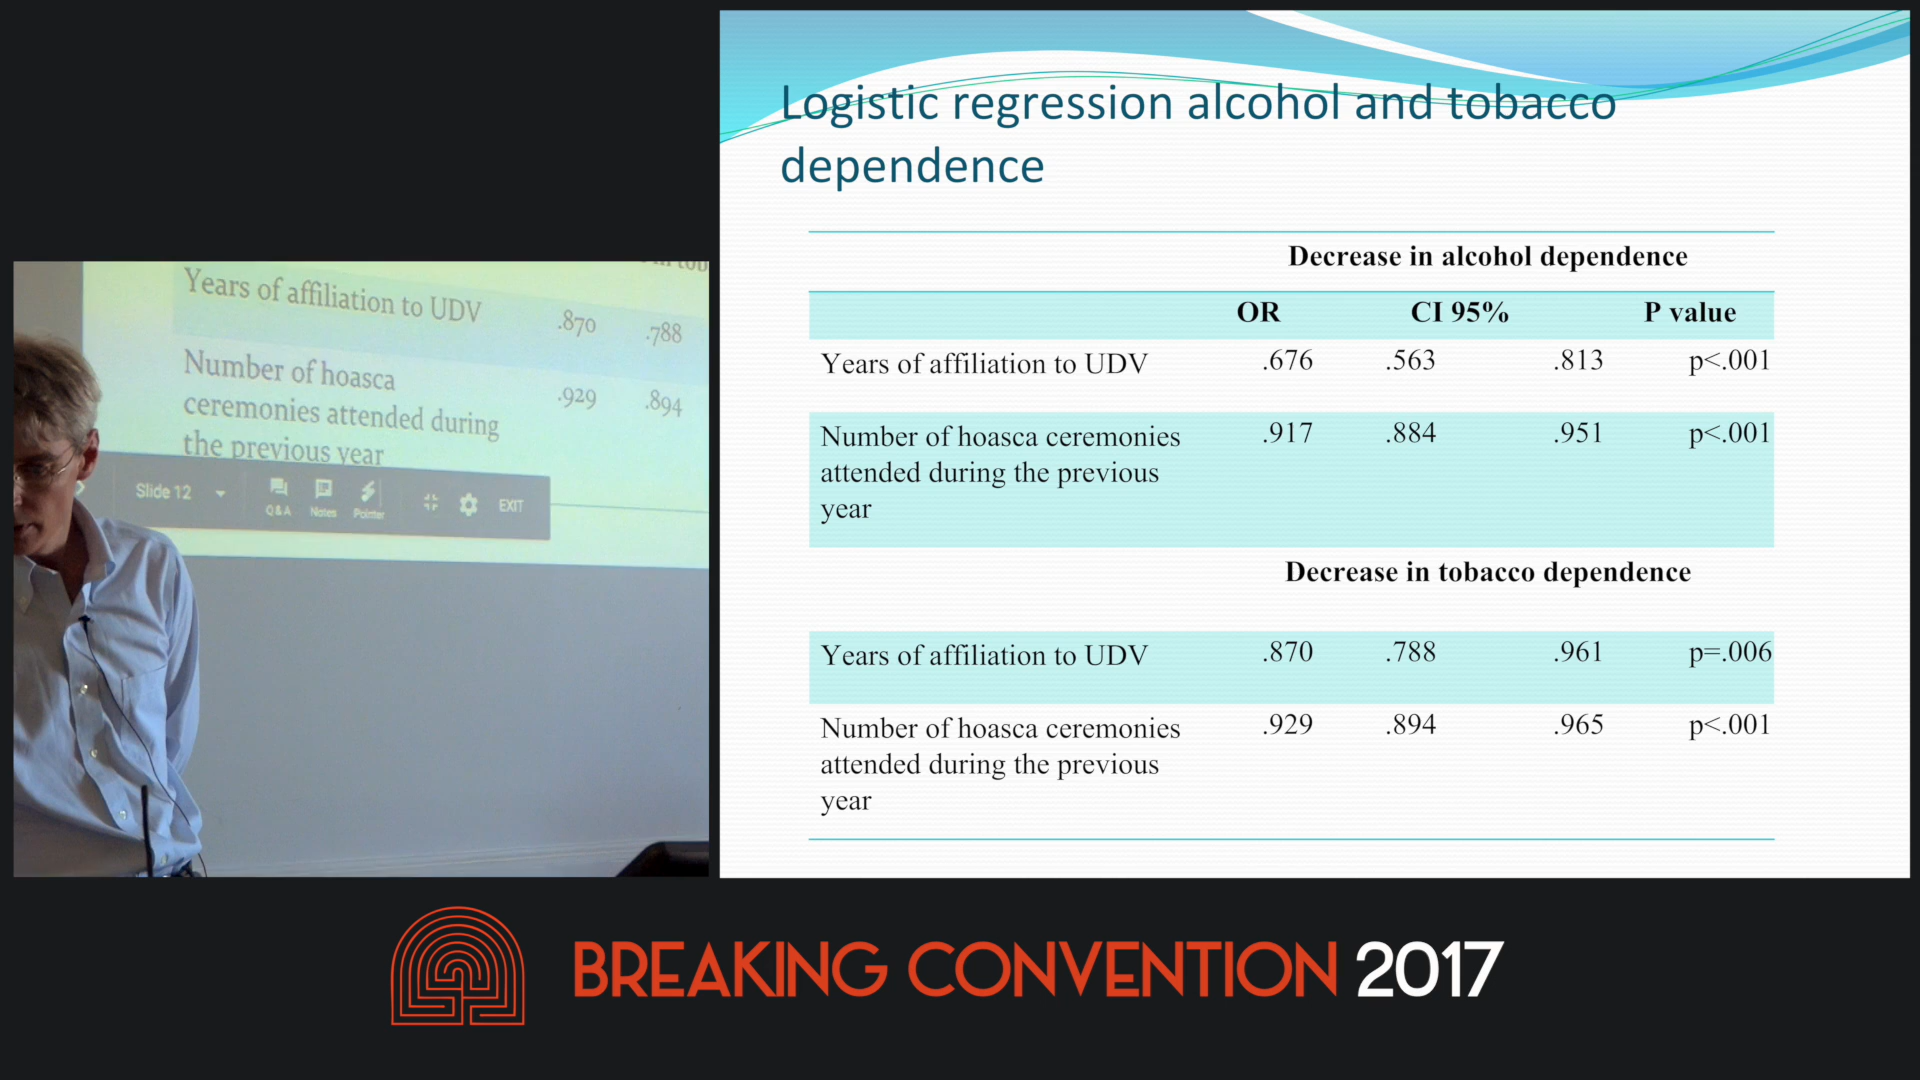 Logistic regression alcohol and tobacco
dependence
Decrease in alcohol dependence
OR CI 95% P value
Years of affiliation to UDV .676 .563 .813 p<.001
Number of hoasca ceremonies .917 .884 .951 p<.001
attended during the previous
year
Decrease in tobacco dependence
Years of affiliation to UDV .870 .788 .961 p=.006
Number of hoasca ceremonies .929 .894 .965 p<.001
attended during the previous
year
Years of affiliation to UDV .870 .788
Number of hoasca
ceremonies attended during .929 .894
the previous year
Slide 12
Q&A Notes Pointer EXIT
BREAKING CONVENTION 2017